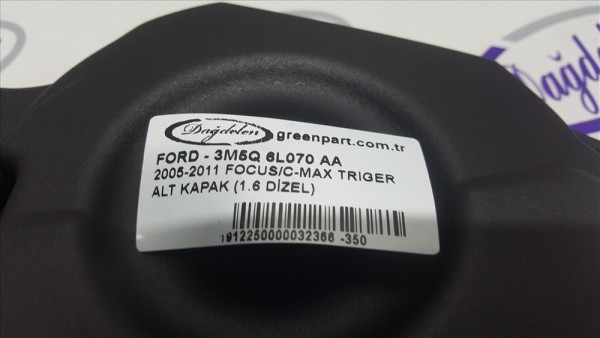 Dağdelen
Dağdelen
greenpart.com.tr
FORD - 3M5Q 6L070 AA
2005-2011 FOCUS/C-MAX TRIGER
ALT KAPAK (1.6 DİZEL)
1912250000032366 -350